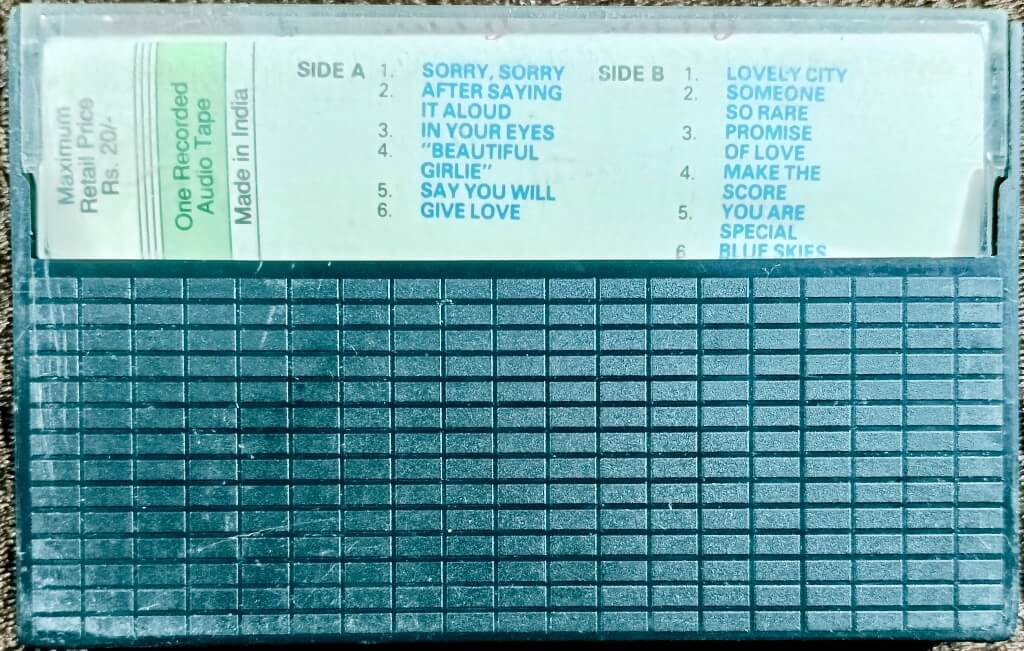 Maximum
Retail Price
Rs. 20/-
One Recorded
Audio Tape
Made in India
SIDE A 1. SORRY, SORRY
2. AFTER SAYING
IT ALOUD
3. IN YOUR EYES
4. "BEAUTIFUL
GIRLIE"
5. SAY YOU WILL
6. GIVE LOVE
SIDE B 1. LOVELY CITY
2. SOMEONE
SO RARE
3. PROMISE
OF LOVE
4. MAKE THE
SCORE
5. YOU ARE
SPECIAL
6 BLUE SKIES